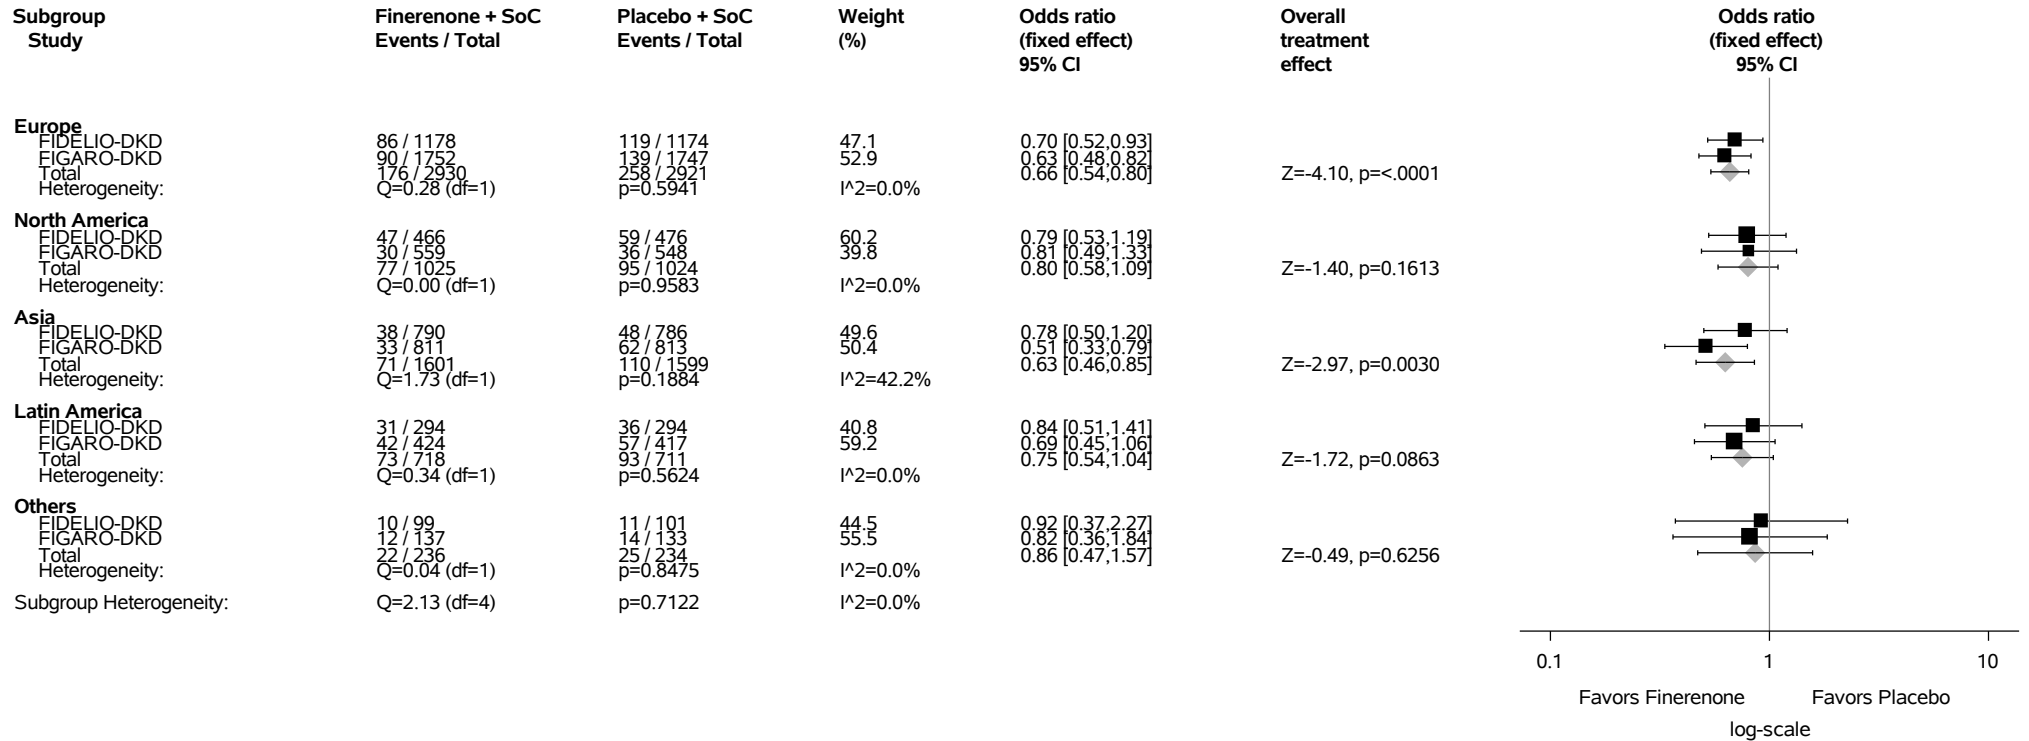 Subgroup Finerenone + SoC Placebo + SoC Weight Odds ratio Overall Odds ratio
Study Events / Total Events / Total (%) (fixed effect) treatment (fixed effect)
95% CI effect 95% CI
Europe
FIDELIO-DKD 86 / 1178 119 / 1174 47.1 0.70 [0.52,0.93]
FIGARO-DKD 90 / 1752 139 / 1747 52.9 0.63 [0.48,0.82]
Total 176 / 2930 258 / 2921 0.66 [0.54,0.80] Z=-4.10, p=<.0001
Heterogeneity: Q=0.28 (df=1) p=0.5941 I^2=0.0%
North America
FIDELIO-DKD 47 / 466 59 / 476 60.2 0.79 [0.53,1.19]
FIGARO-DKD 30 / 559 36 / 548 39.8 0.81 [0.49,1.33]
Total 77 / 1025 95 / 1024 0.80 [0.58,1.09] Z=-1.40, p=0.1613
Heterogeneity: Q=0.00 (df=1) p=0.9583 I^2=0.0%
Asia
FIDELIO-DKD 38 / 790 48 / 786 49.6 0.78 [0.50,1.20]
FIGARO-DKD 33 / 811 62 / 813 50.4 0.51 [0.33,0.79]
Total 71 / 1601 110 / 1599 0.63 [0.46,0.85] Z=-2.97, p=0.0030
Heterogeneity: Q=1.73 (df=1) p=0.1884 I^2=42.2%
Latin America
FIDELIO-DKD 31 / 294 36 / 294 40.8 0.84 [0.51,1.41]
FIGARO-DKD 42 / 424 57 / 417 59.2 0.69 [0.45,1.06]
Total 73 / 718 93 / 711 0.75 [0.54,1.04] Z=-1.72, p=0.0863
Heterogeneity: Q=0.34 (df=1) p=0.5624 I^2=0.0%
Others
FIDELIO-DKD 10 / 99 11 / 101 44.5 0.92 [0.37,2.27]
FIGARO-DKD 12 / 137 14 / 133 55.5 0.82 [0.36,1.84]
Total 22 / 236 25 / 234 0.86 [0.47,1.57] Z=-0.49, p=0.6256
Heterogeneity: Q=0.04 (df=1) p=0.8475 I^2=0.0%
Subgroup Heterogeneity: Q=2.13 (df=4) p=0.7122 I^2=0.0%
0.1 1 10
Favors Finerenone Favors Placebo
log-scale